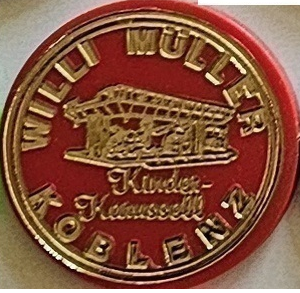 WILLI MÜLLER
Kinder-
Karussell
KOBLENZ